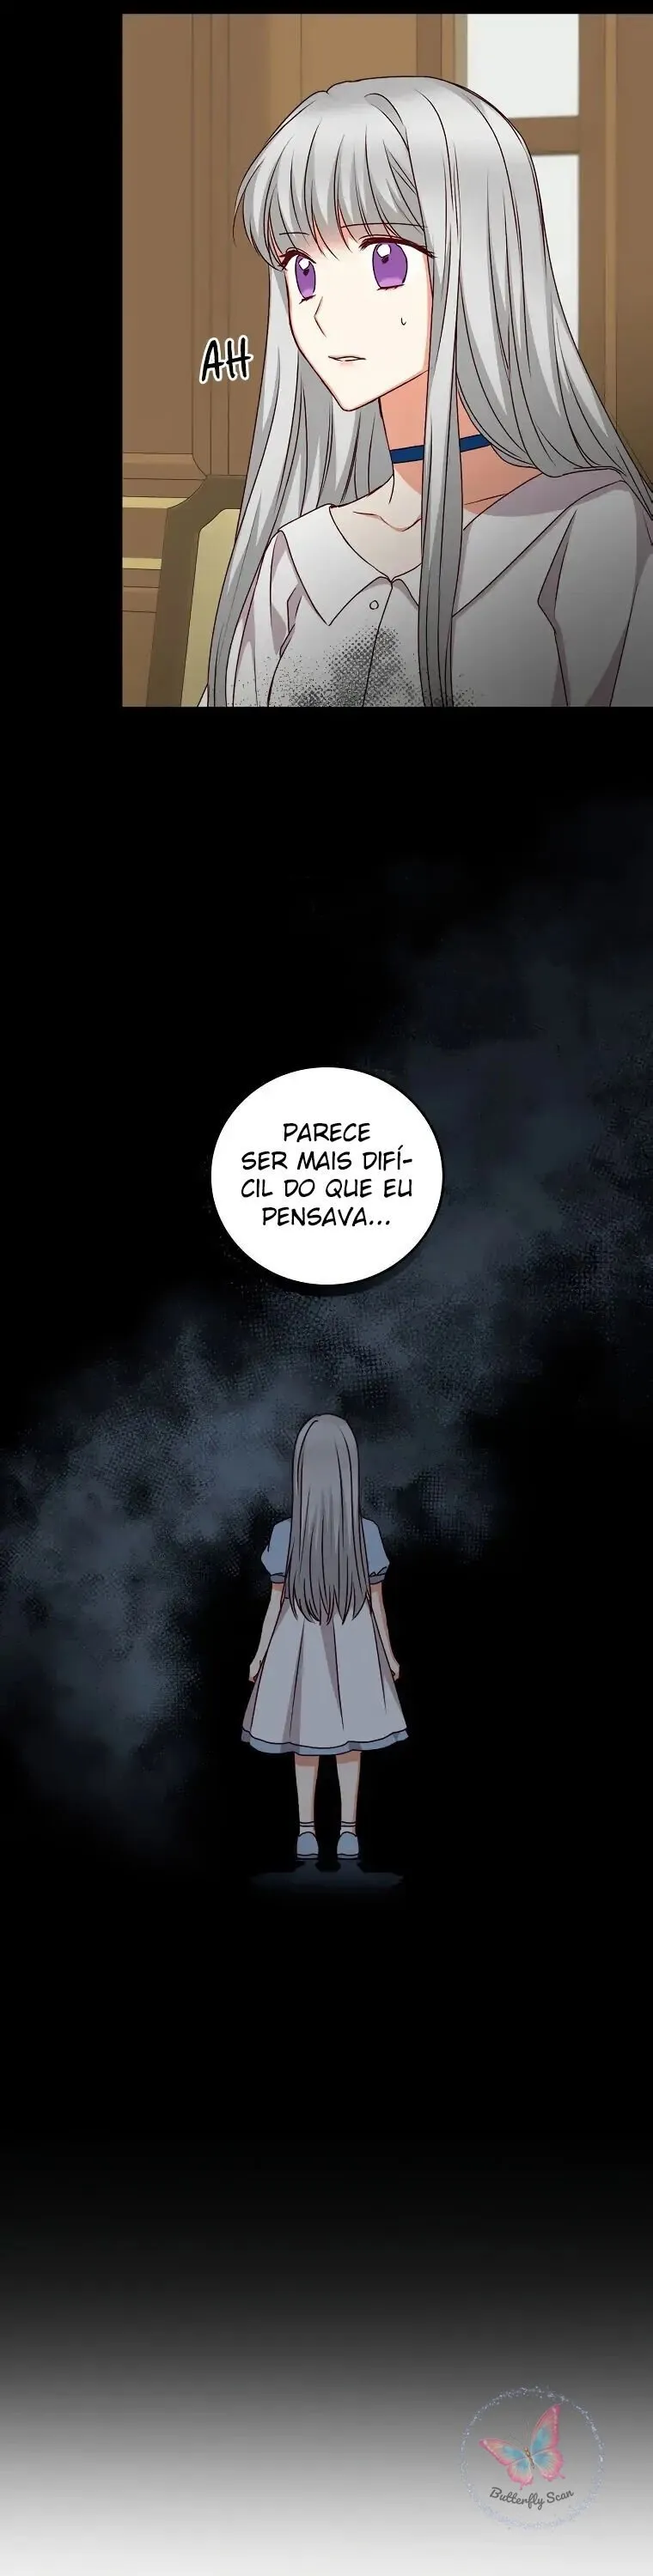 AH
PARECE
SER MAIS DIFÍ-
CIL DO QUE EU
PENSAVA...
Butterfly Scan